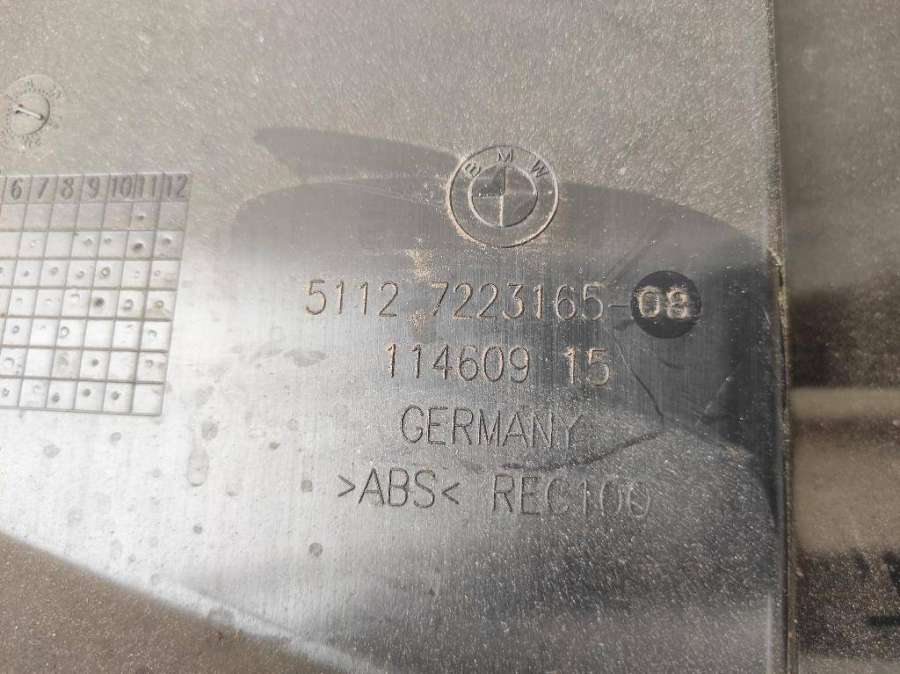 BMW
6 7 8 9 10 11 12
5112 7223165-08
114609 15
GERMANY
>ABS< REC100